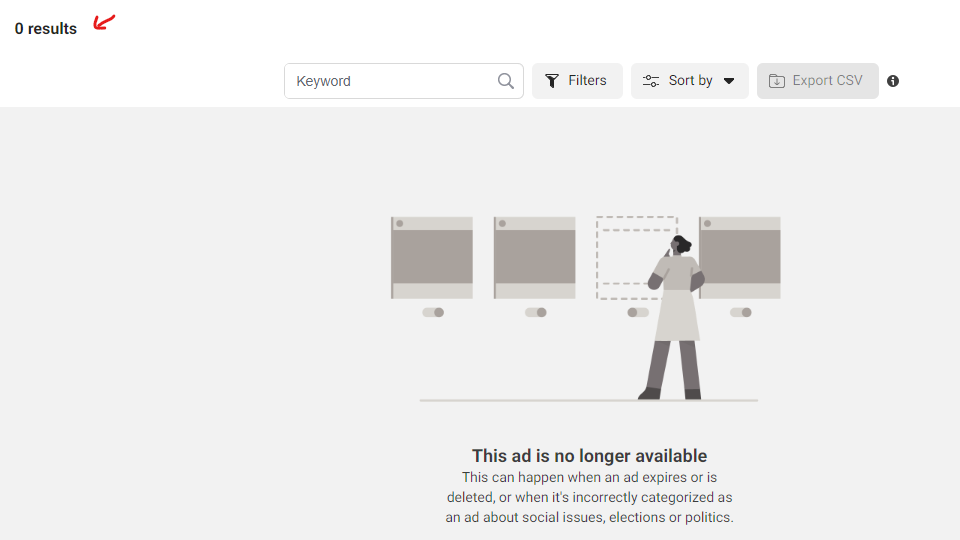 0 results
Keyword
Filters
Sort by
Export CSV
This ad is no longer available
This can happen when an ad expires or is
deleted, or when it's incorrectly categorized as
an ad about social issues, elections or politics.